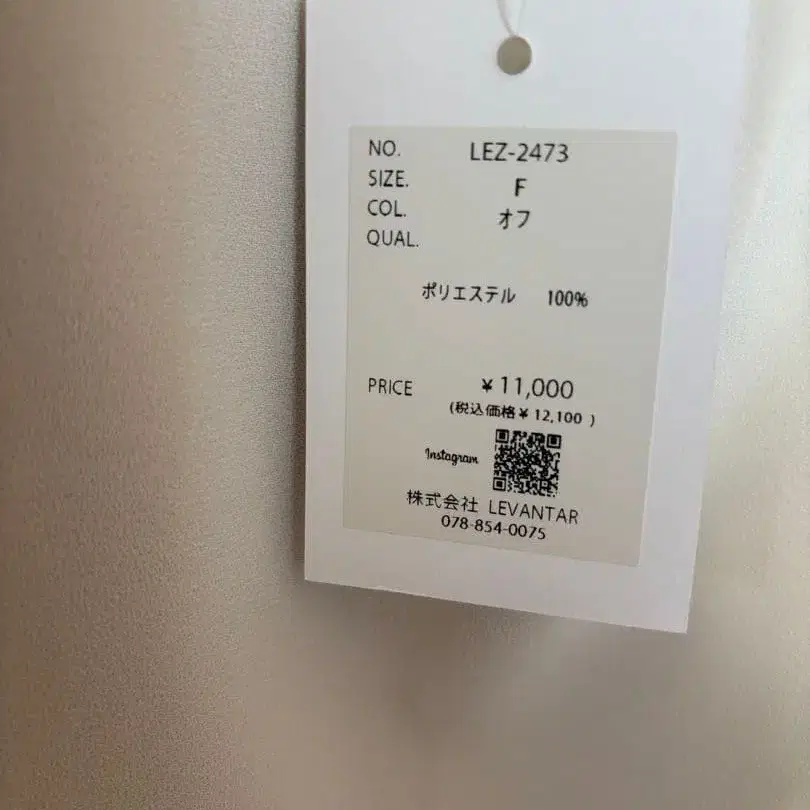 NO. LEZ-2473
SIZE. F
COL. オフ
QUAL.
ポリエステル 100%
PRICE ¥11,000
(税込価格¥12,100 )
Instagram
株式会社 LEVANTAR
078-854-0075